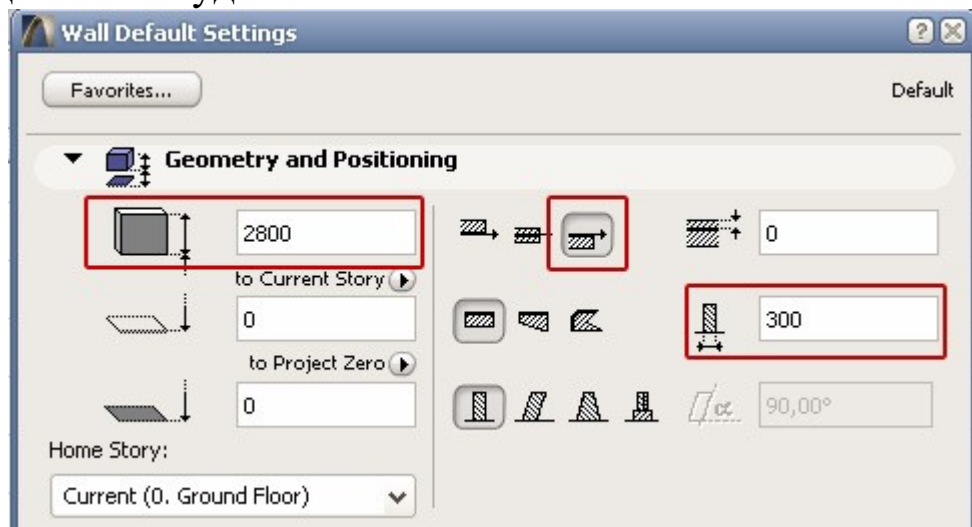 Wall Default Settings
Favorites...
Default
Geometry and Positioning
2800
0
to Current Story
0
300
to Project Zero
0
α
90,00°
Home Story:
Current (0. Ground Floor)